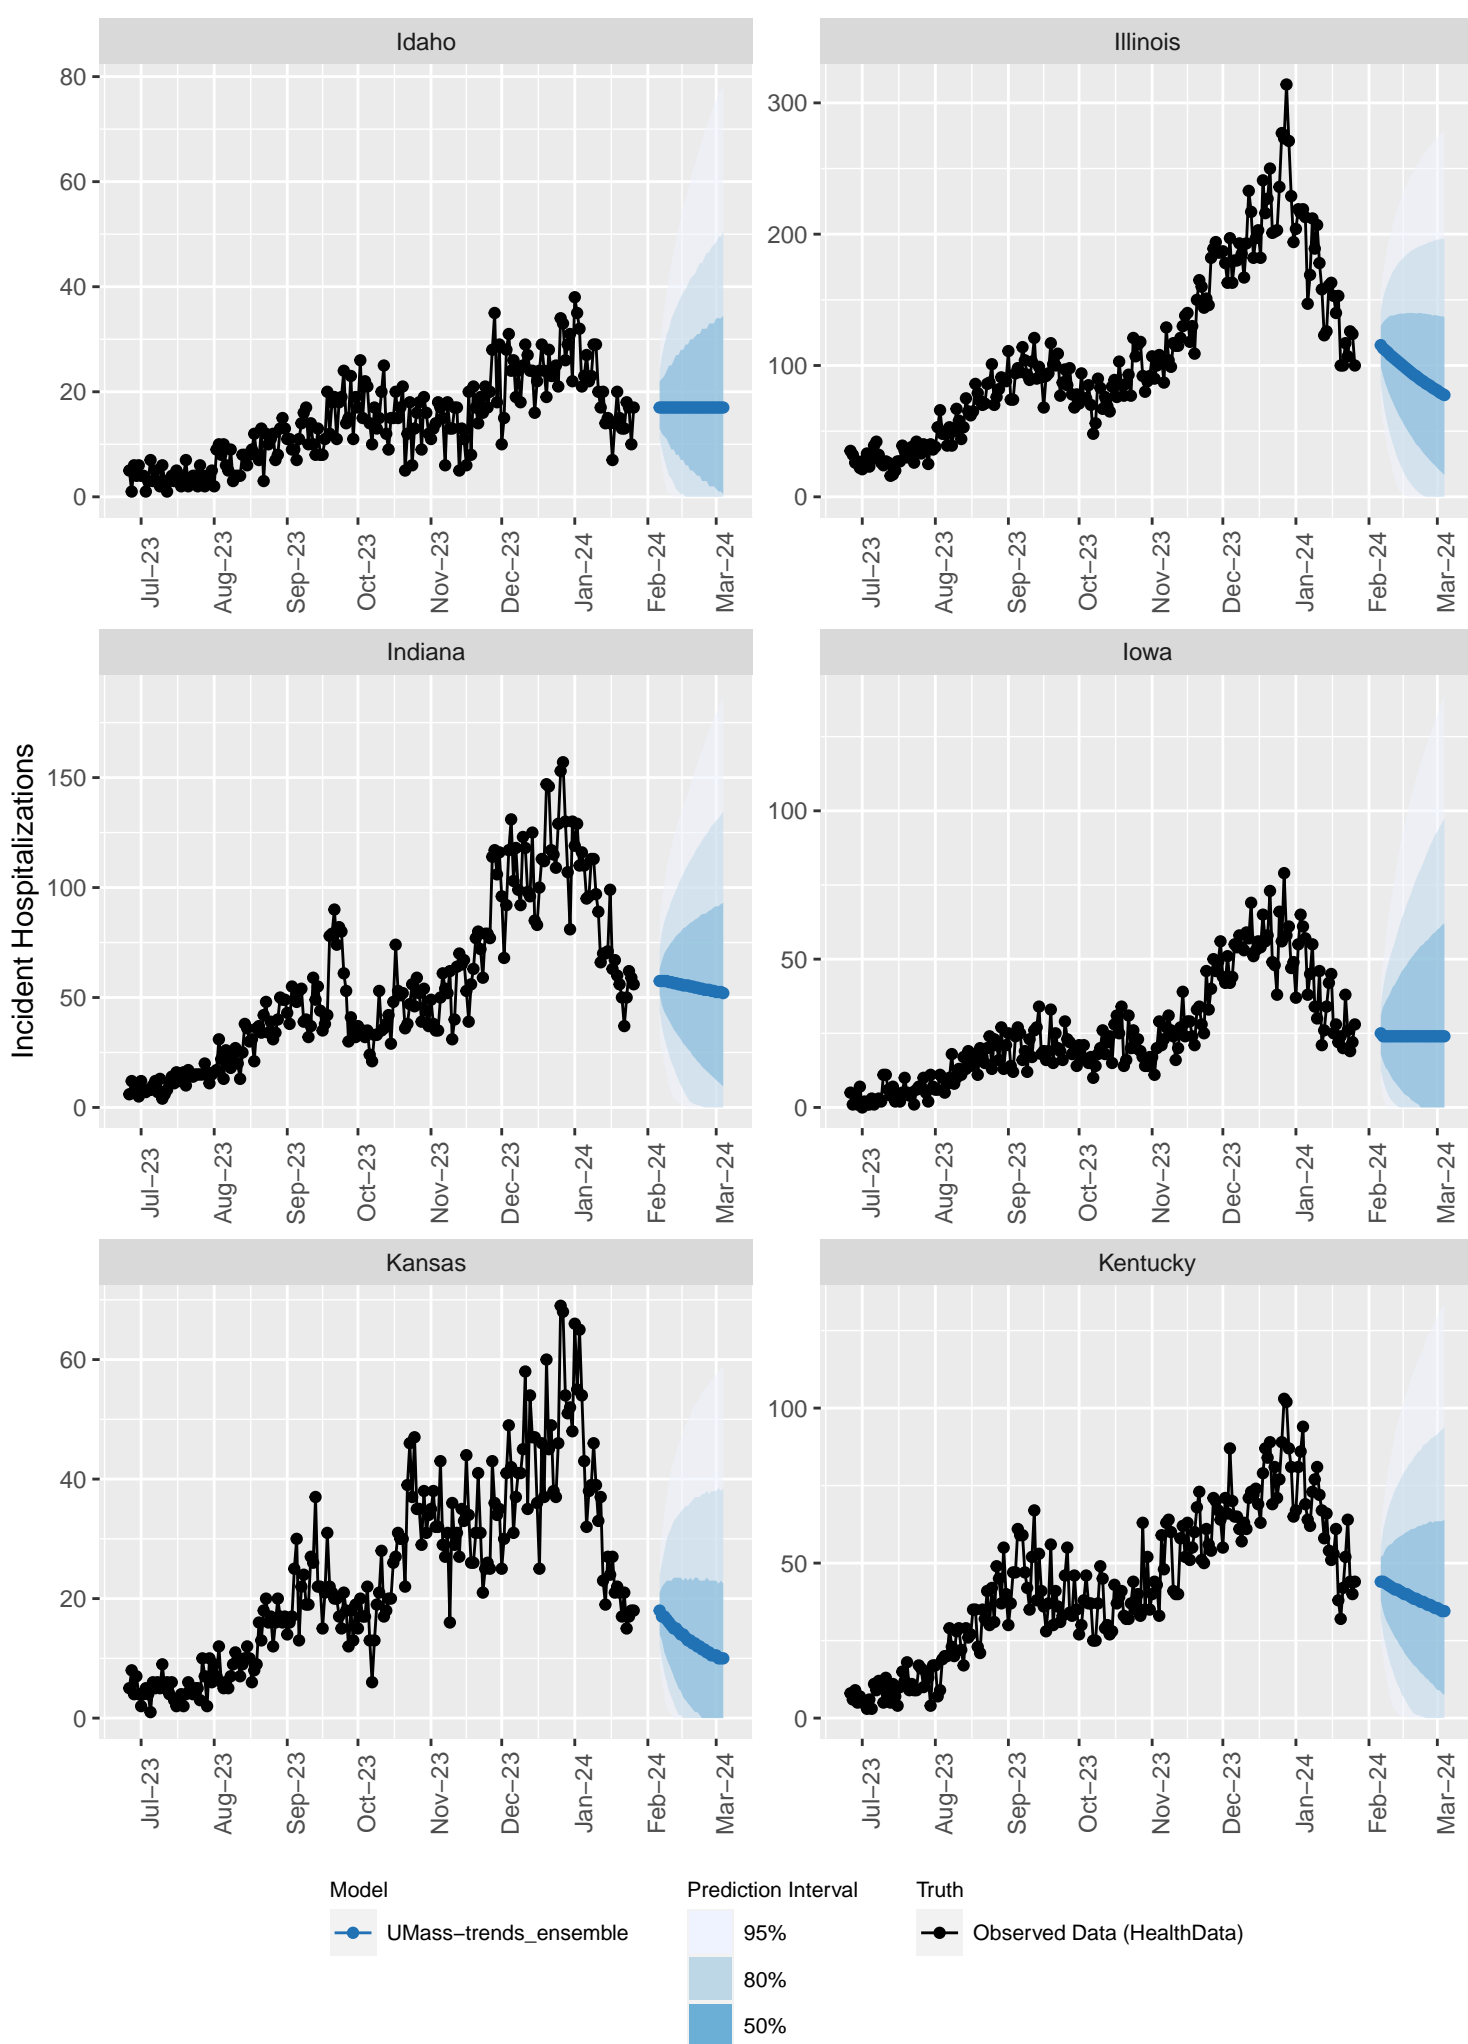 Idaho
Illinois
80
60
40
20
0
300
200
100
0
Jul−23
Aug−23
Sep−23
Oct−23
Nov−23
Dec−23
Jan−24
Feb−24
Mar−24
Jul−23
Aug−23
Sep−23
Oct−23
Nov−23
Dec−23
Jan−24
Feb−24
Mar−24
Indiana
Iowa
Incident Hospitalizations
150
100
50
0
100
50
0
Jul−23
Aug−23
Sep−23
Oct−23
Nov−23
Dec−23
Jan−24
Feb−24
Mar−24
Jul−23
Aug−23
Sep−23
Oct−23
Nov−23
Dec−23
Jan−24
Feb−24
Mar−24
Kansas
Kentucky
60
40
20
0
100
50
0
Jul−23
Aug−23
Sep−23
Oct−23
Nov−23
Dec−23
Jan−24
Feb−24
Mar−24
Jul−23
Aug−23
Sep−23
Oct−23
Nov−23
Dec−23
Jan−24
Feb−24
Mar−24
Model
UMass−trends_ensemble
Prediction Interval
95%
80%
50%
Truth
Observed Data (HealthData)